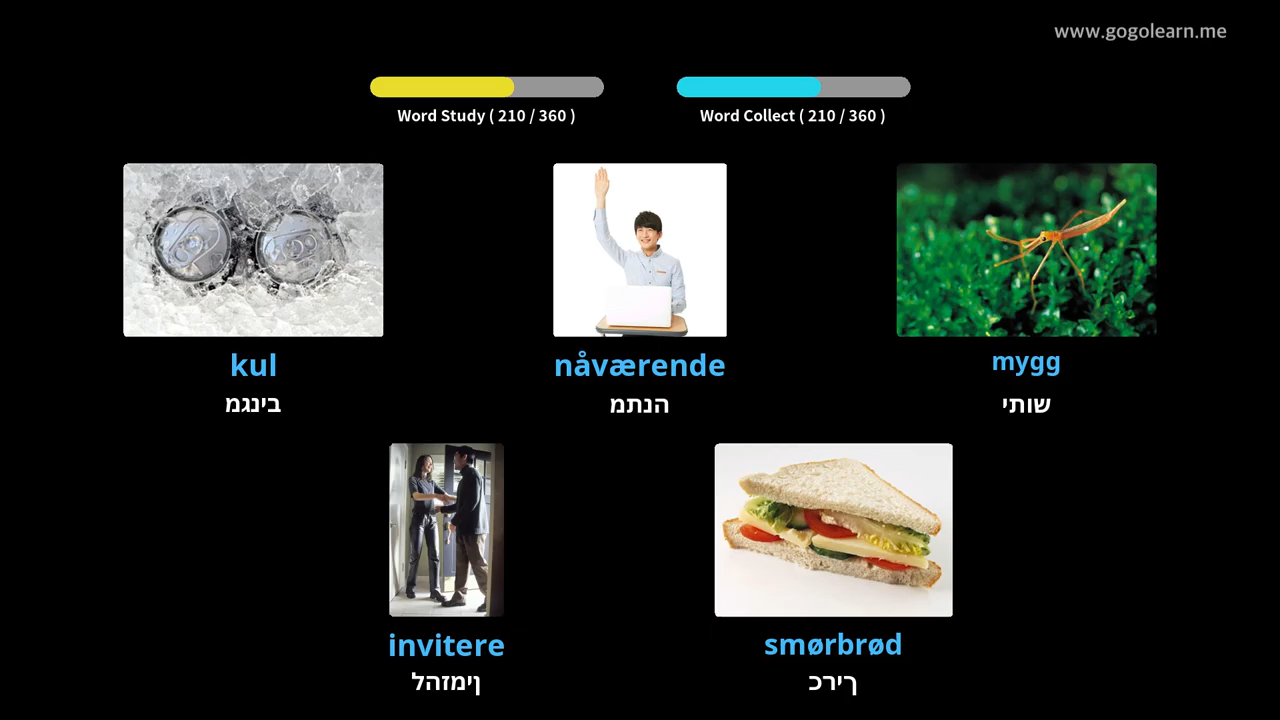 www.gogolearn.me
Word Study ( 210 / 360 )
Word Collect ( 210 / 360 )
kul
בינגמ
nåværende
הנתמ
mygg
שותי
invitere
ןימזהל
smørbrød
ךירכ